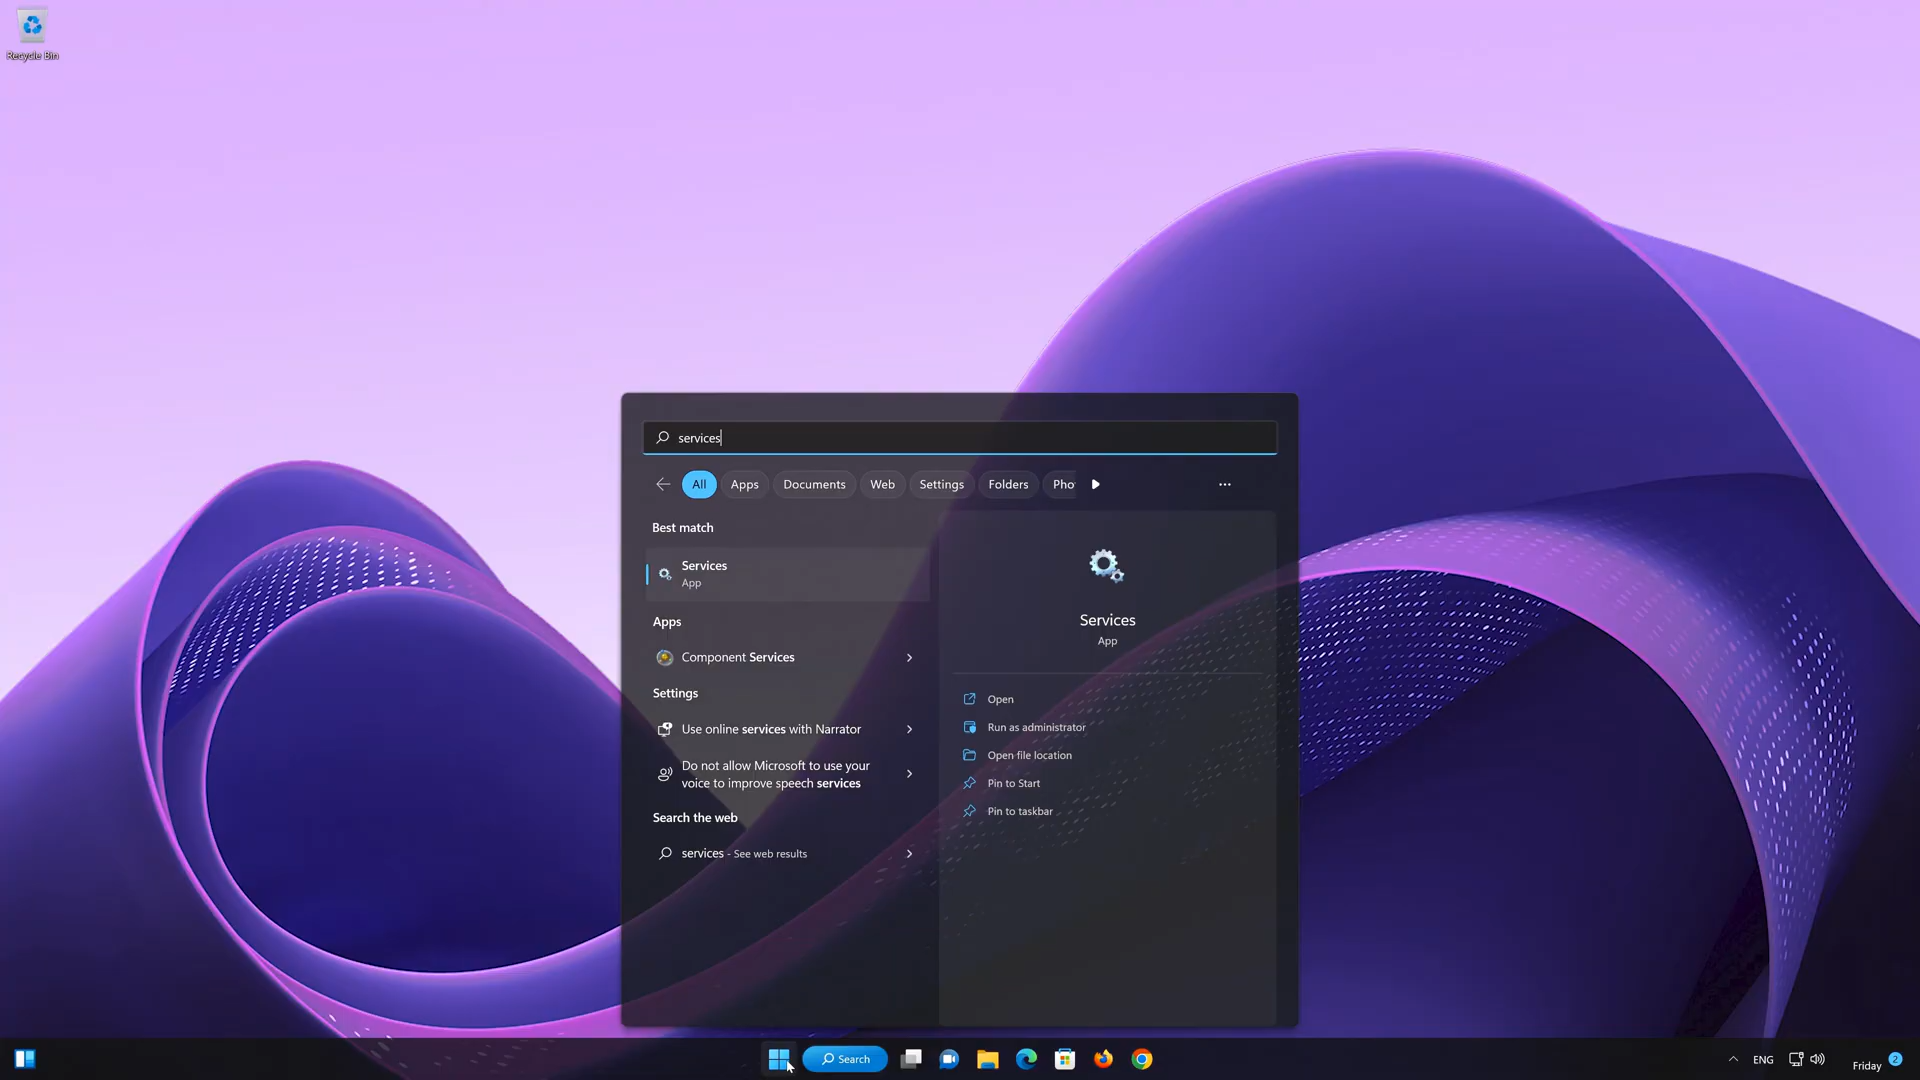 Recycle Bin
services
All Apps Documents Web Settings Folders Pho
Best match
Services
App
Apps
Component Services
Settings
Use online services with Narrator
Do not allow Microsoft to use your
voice to improve speech services
Search the web
services - See web results
Services
App
Open
Run as administrator
Open file location
Pin to Start
Pin to taskbar
Search
ENG
Friday
2